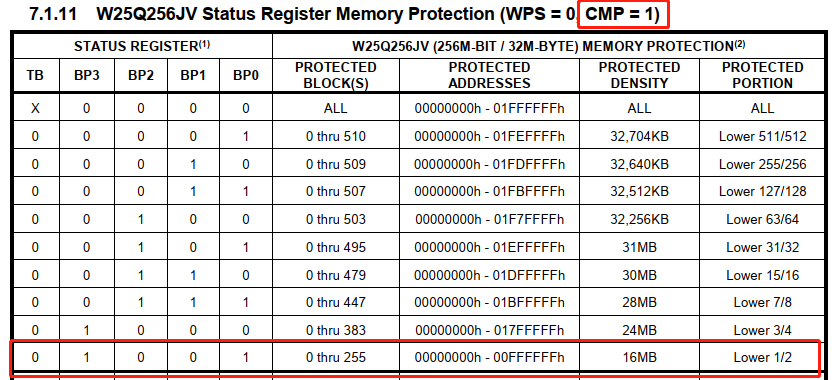 7.1.11 W25Q256JV Status Register Memory Protection (WPS = 0, CMP = 1)
STATUS REGISTER(1) W25Q256JV (256M-BIT / 32M-BYTE) MEMORY PROTECTION(2)
TB BP3 BP2 BP1 BP0 PROTECTED BLOCK(S) PROTECTED ADDRESSES PROTECTED DENSITY PROTECTED PORTION
X 0 0 0 0 ALL 00000000h - 01FFFFFFh ALL ALL
0 0 0 0 1 0 thru 510 00000000h - 01FEFFFFh 32,704KB Lower 511/512
0 0 0 1 0 0 thru 509 00000000h - 01FDFFFFh 32,640KB Lower 255/256
0 0 0 1 1 0 thru 507 00000000h - 01FBFFFFh 32,512KB Lower 127/128
0 0 1 0 0 0 thru 503 00000000h - 01F7FFFFh 32,256KB Lower 63/64
0 0 1 0 1 0 thru 495 00000000h - 01EFFFFFh 31MB Lower 31/32
0 0 1 1 0 0 thru 479 00000000h - 01DFFFFFh 30MB Lower 15/16
0 0 1 1 1 0 thru 447 00000000h - 01BFFFFFh 28MB Lower 7/8
0 1 0 0 0 0 thru 383 00000000h - 017FFFFFh 24MB Lower 3/4
0 1 0 0 1 0 thru 255 00000000h - 00FFFFFFh 16MB Lower 1/2